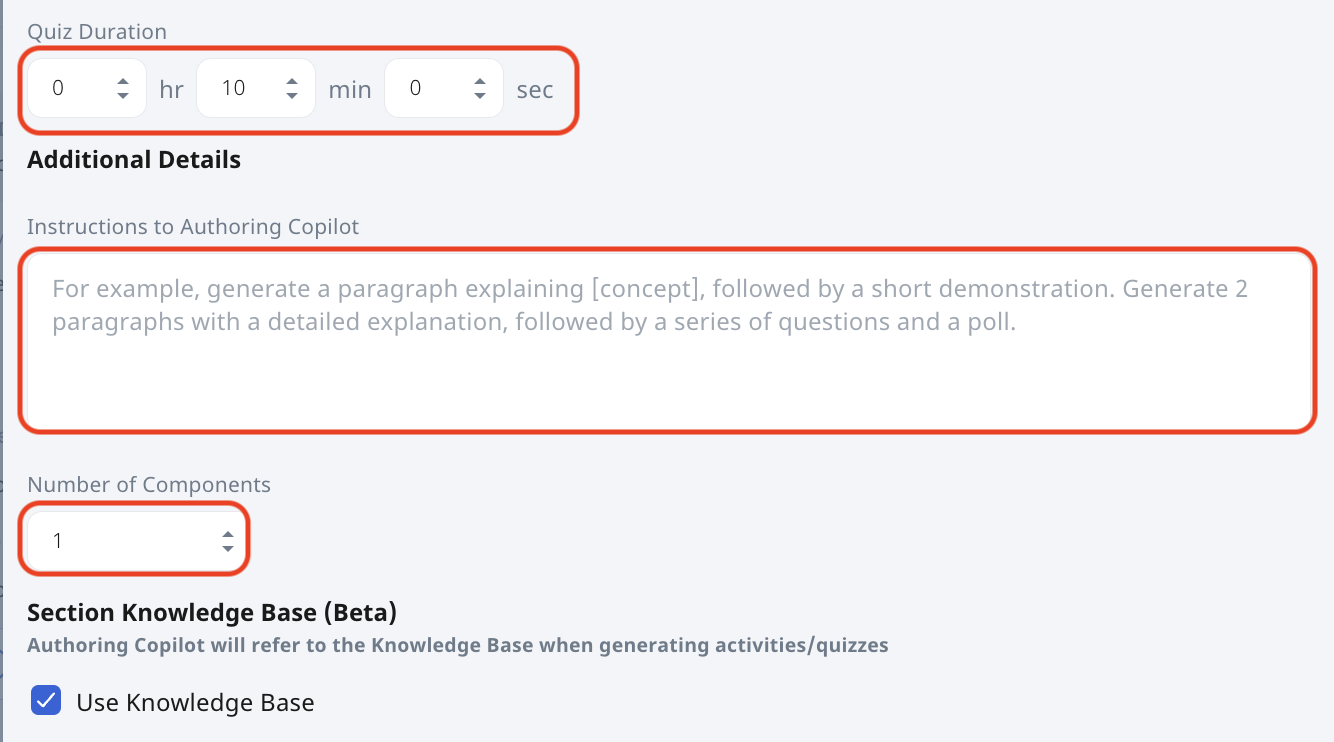 Quiz Duration
0 hr 10 min 0 sec
Additional Details
Instructions to Authoring Copilot
For example, generate a paragraph explaining [concept], followed by a short demonstration. Generate 2
paragraphs with a detailed explanation, followed by a series of questions and a poll.
Number of Components
1
Section Knowledge Base (Beta)
Authoring Copilot will refer to the Knowledge Base when generating activities/quizzes
Use Knowledge Base